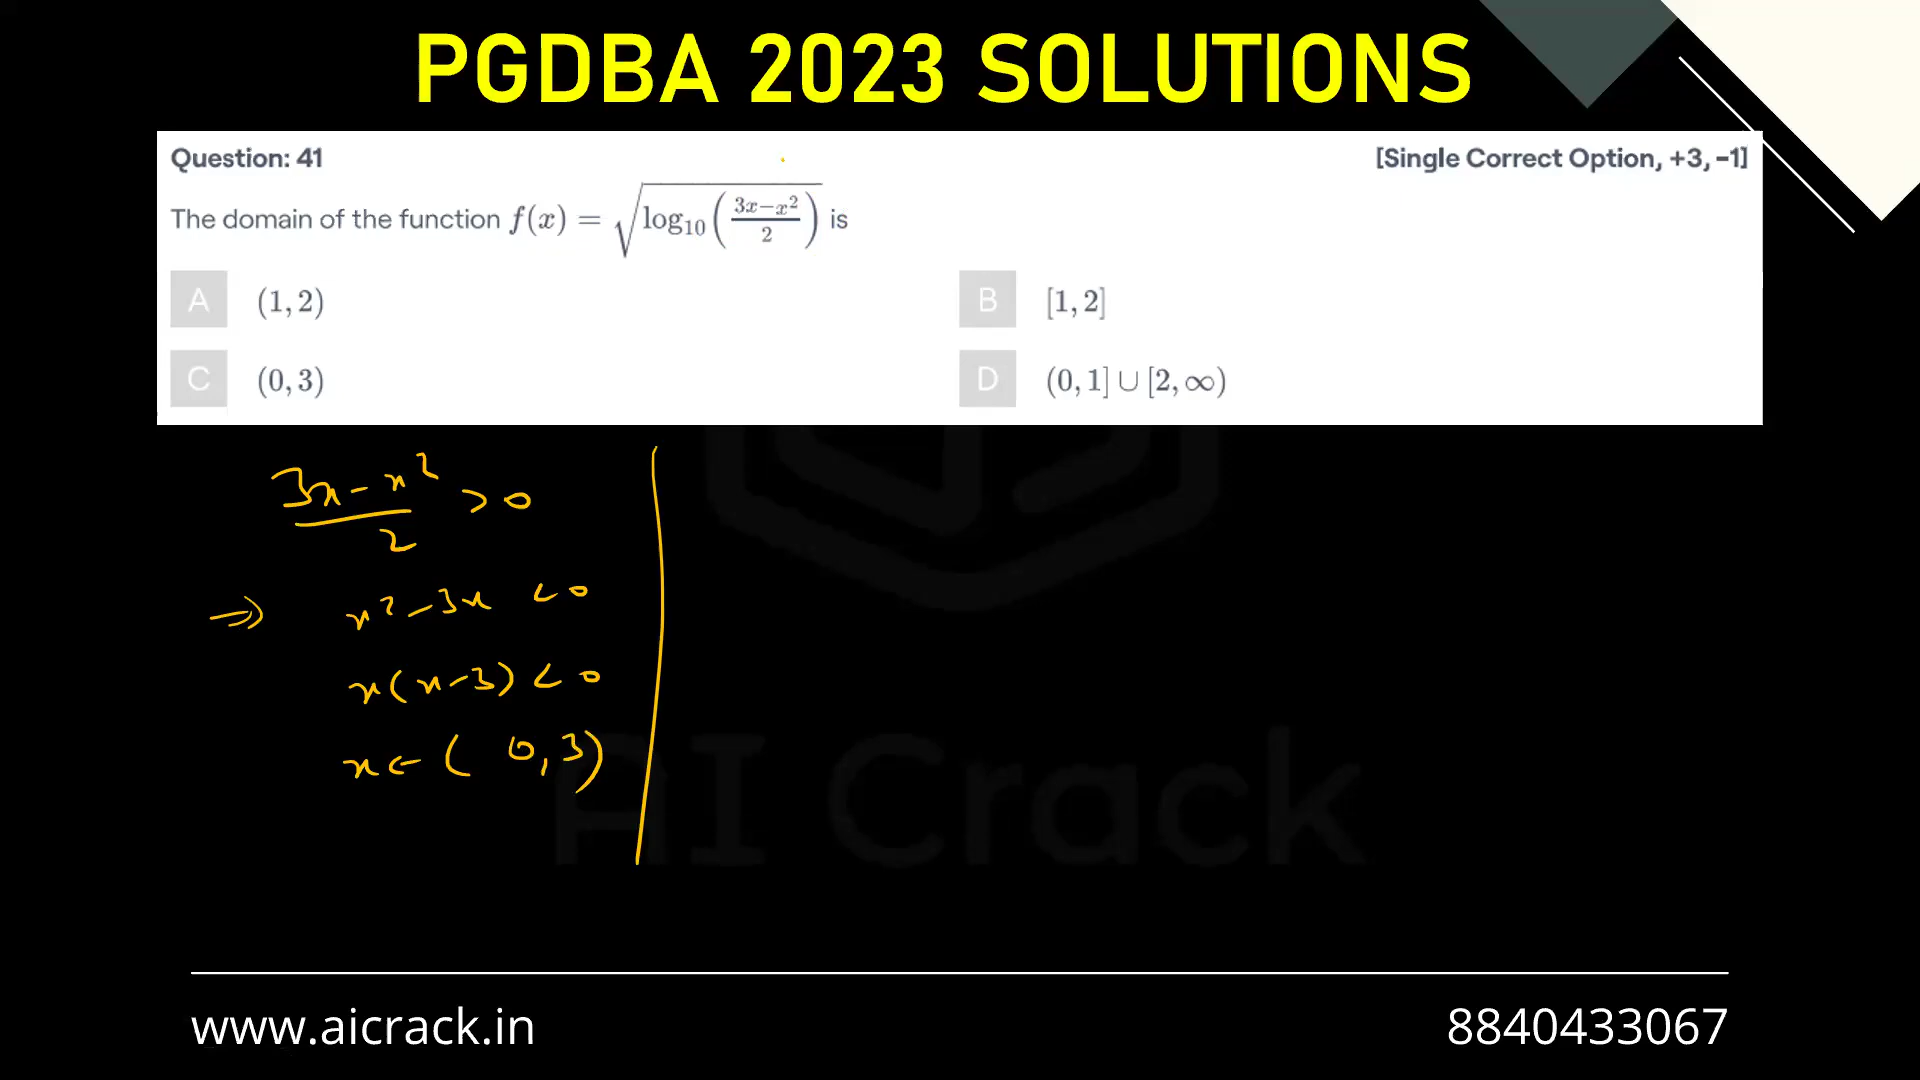 PGDBA 2023 SOLUTIONS
Question: 41 [Single Correct Option, +3, -1]
The domain of the function f(x) = √(log₁₀((3x−x²)/2)) is
A (1, 2)
B [1, 2]
C (0, 3)
D (0, 1] ∪ [2, ∞)
(3x − x²)/2 > 0
⇒ x² − 3x < 0
x(x−3) < 0
x ∈ (0, 3)
AI Crack
www.aicrack.in 8840433067